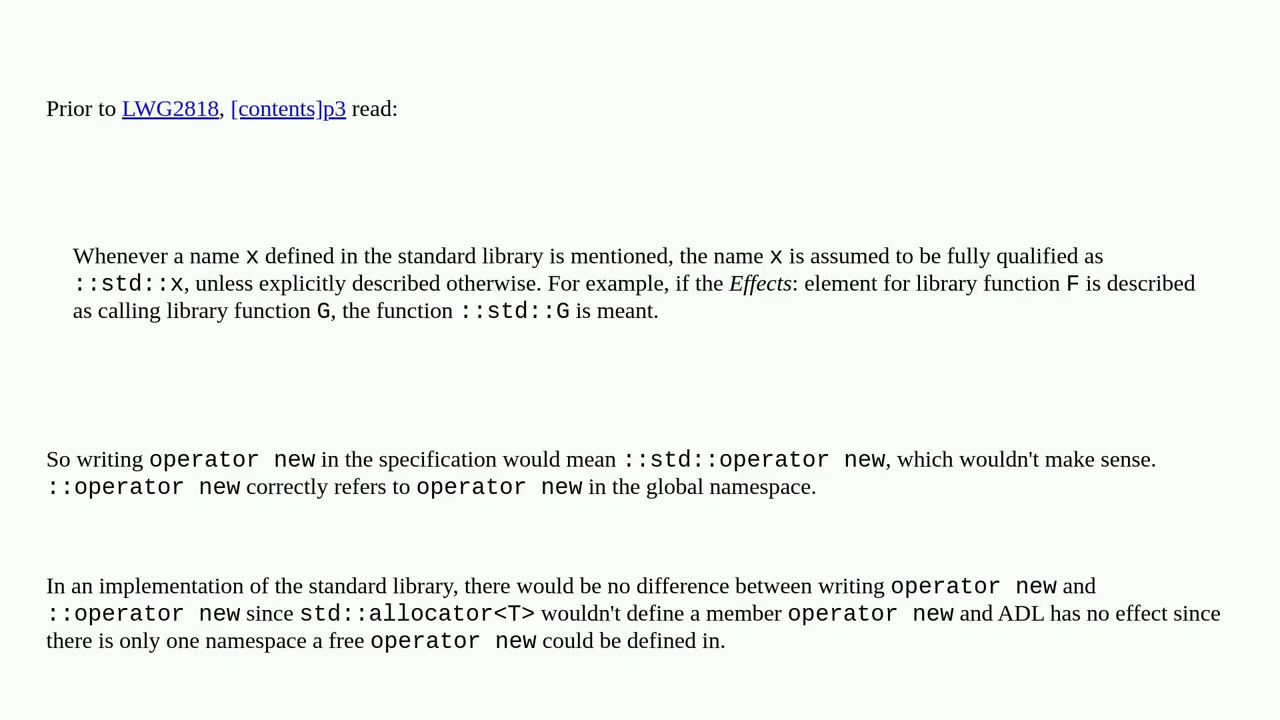 Prior to LWG2818, [contents]p3 read:
Whenever a name x defined in the standard library is mentioned, the name x is assumed to be fully qualified as
::std::x, unless explicitly described otherwise. For example, if the Effects: element for library function F is described
as calling library function G, the function ::std::G is meant.
So writing operator new in the specification would mean ::std::operator new, which wouldn't make sense.
::operator new correctly refers to operator new in the global namespace.
In an implementation of the standard library, there would be no difference between writing operator new and
::operator new since std::allocator<T> wouldn't define a member operator new and ADL has no effect since
there is only one namespace a free operator new could be defined in.